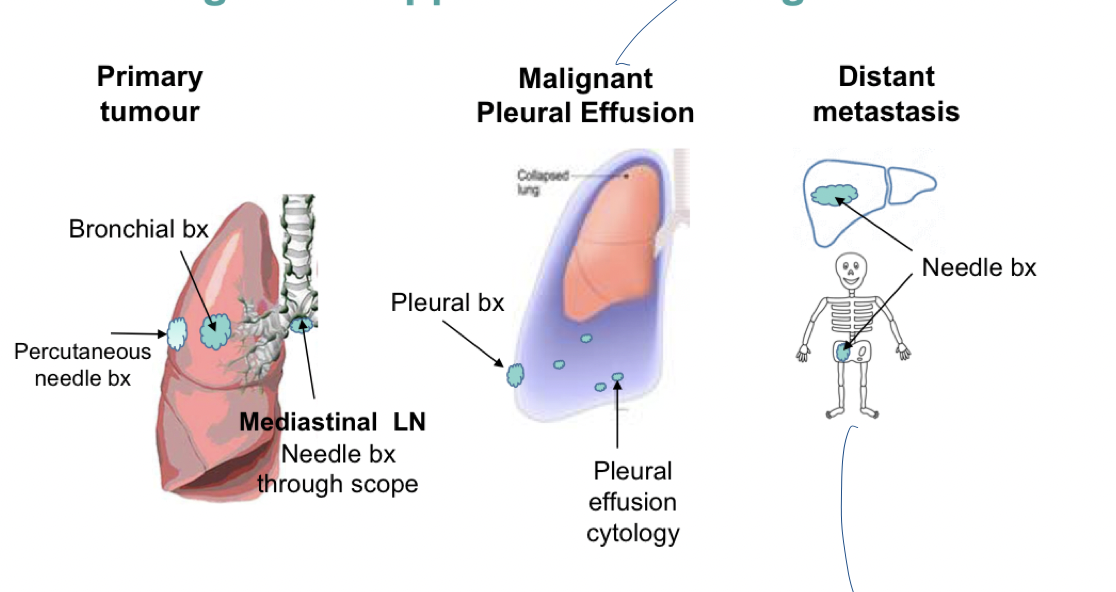 Primary
tumour
Bronchial bx
Percutaneous
needle bx
Mediastinal LN
Needle bx
through scope
Malignant
Pleural Effusion
Collapsed
lung
Pleural bx
Pleural
effusion
cytology
Distant
metastasis
Needle bx